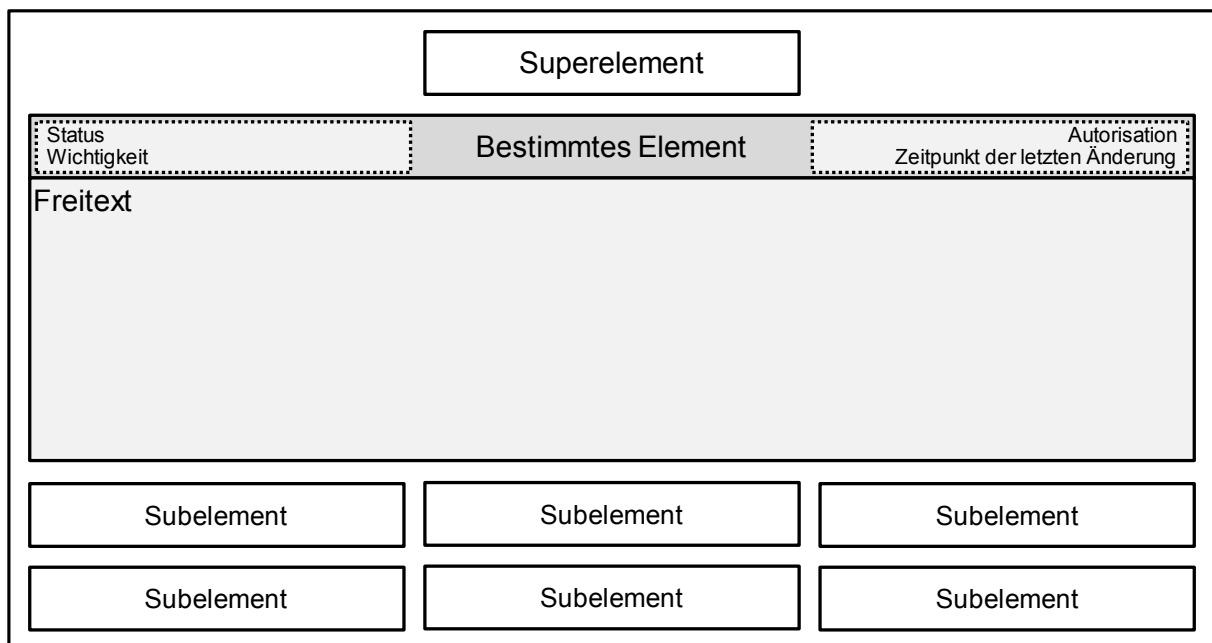 Superelement
Status
Wichtigkeit
Bestimmtes Element
Autorisation
Zeitpunkt der letzten Änderung
Freitext
Subelement
Subelement
Subelement
Subelement
Subelement
Subelement